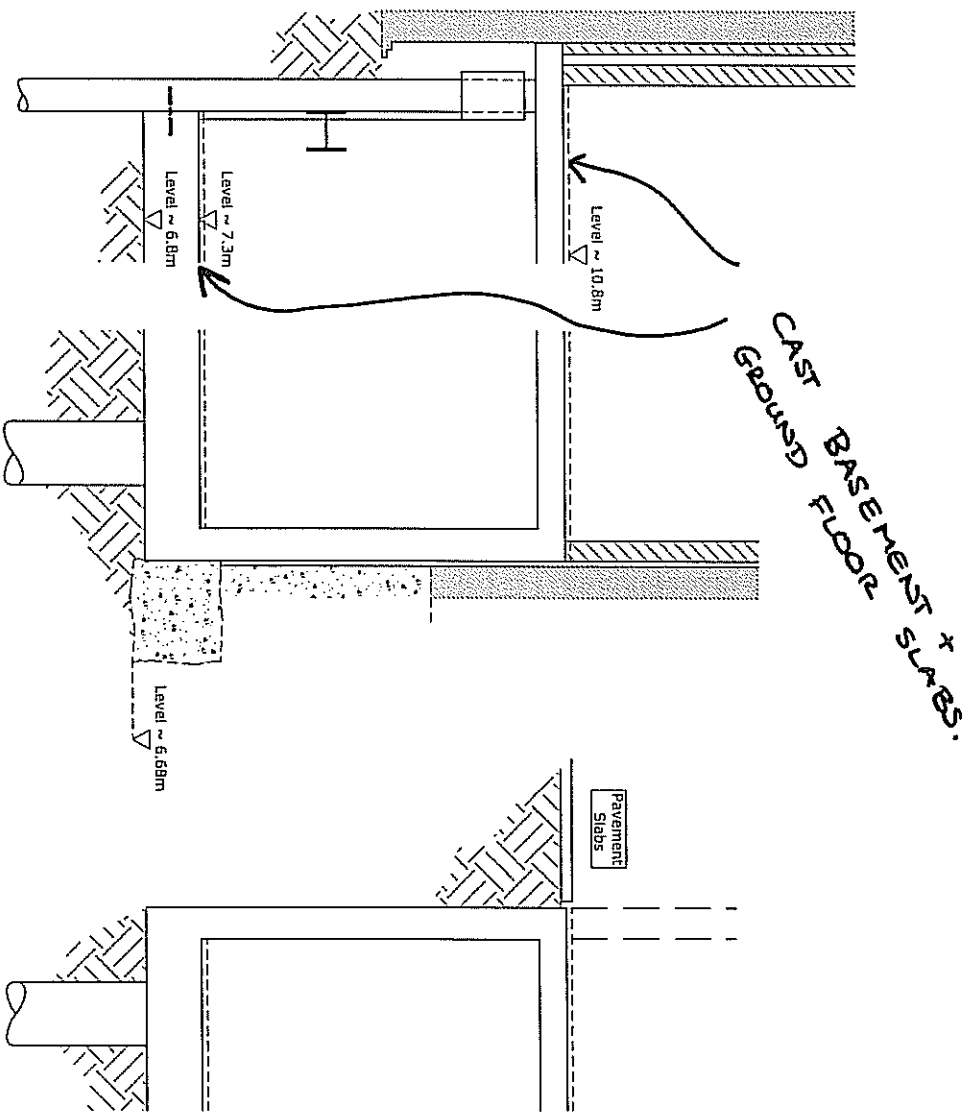 CAST BASEMENT +
GROUND FLOOR SLABS.
Level ~ 10.8m
Level ~ 7.3m
Level ~ 6.8m
Level ~ 6.68m
Pavement
Slabs